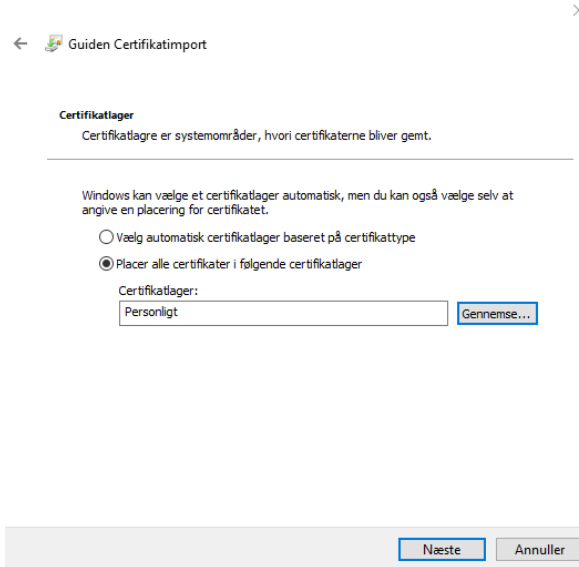 Guiden Certifikatimport
Certifikatlager
Certifikatlagre er systemområder, hvori certifikaterne bliver gemt.
Windows kan vælge et certifikatlager automatisk, men du kan også vælge selv at
angive en placering for certifikatet.
Vælg automatisk certifikatlager baseret på certifikattype
Placer alle certifikater i følgende certifikatlager
Certifikatlager:
Personligt
Gennemse...
Næste
Annuller